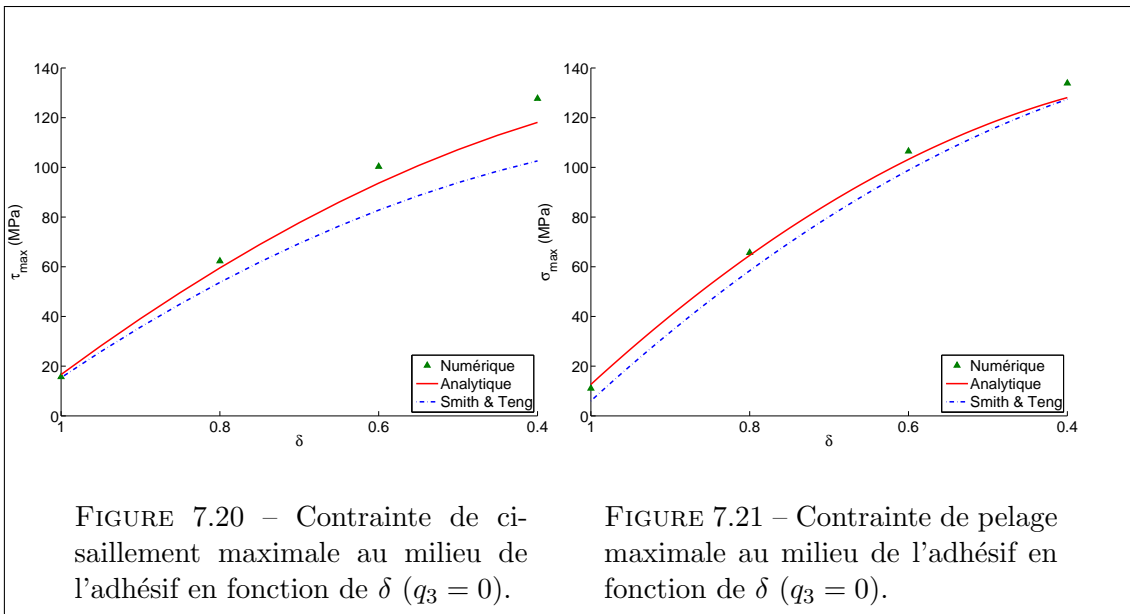 140
120
100
80
60
40
20
0
τmax (MPa)
1 0.8 0.6 0.4
δ
Numérique
Analytique
Smith & Teng
140
120
100
80
60
40
20
0
σmax (MPa)
1 0.8 0.6 0.4
δ
Numérique
Analytique
Smith & Teng
FIGURE 7.20 – Contrainte de ci-
saillement maximale au milieu de
l'adhésif en fonction de δ (q3 = 0).
FIGURE 7.21 – Contrainte de pelage
maximale au milieu de l'adhésif en
fonction de δ (q3 = 0).